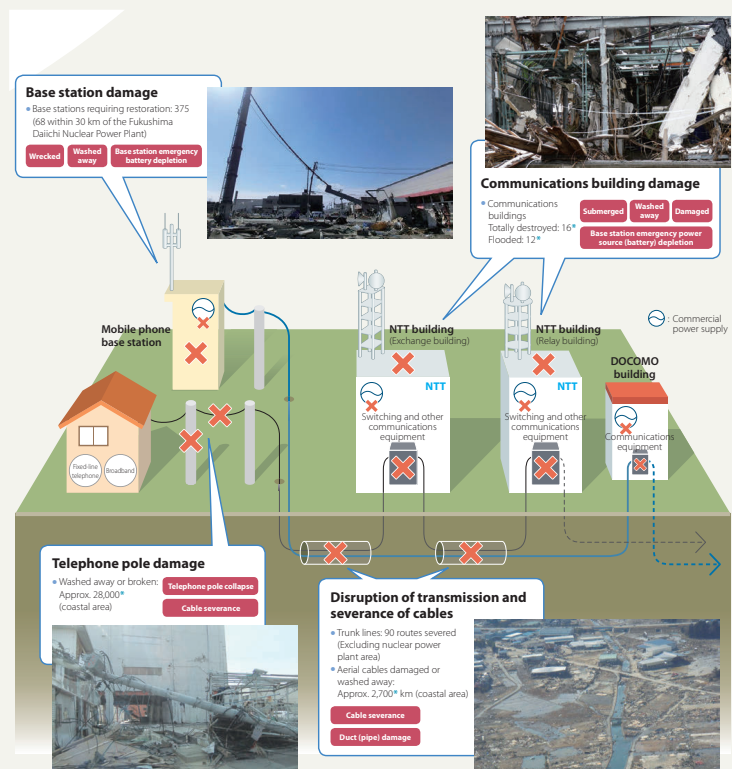 Base station damage
• Base stations requiring restoration: 375
(68 within 30 km of the Fukushima
Daiichi Nuclear Power Plant)
Wrecked
Washed
away
Base station emergency
battery depletion
Communications building damage
• Communications
buildings
Totally destroyed: 16*
Flooded: 12*
Submerged
Washed
away
Damaged
Base station emergency power
source (battery) depletion
: Commercial
power supply
Mobile phone
base station
NTT building
(Exchange building)
NTT building
(Relay building)
DOCOMO
building
NTT
NTT
Switching and other
communications
equipment
Switching and other
communications
equipment
Communications
equipment
Fixed-line
telephone
Broadband
Telephone pole damage
• Washed away or broken:
Approx. 28,000*
(coastal area)
Telephone pole collapse
Cable severance
Disruption of transmission and
severance of cables
• Trunk lines: 90 routes severed
(Excluding nuclear power
plant area)
• Aerial cables damaged or
washed away:
Approx. 2,700* km (coastal area)
Cable severance
Duct (pipe) damage